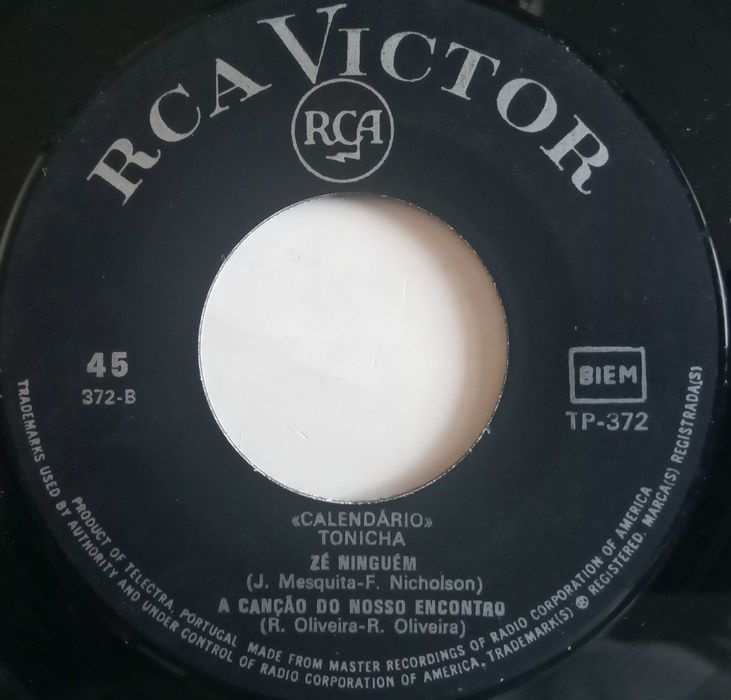 RCA VICTOR
RCA
45
372-B
BIEM
TP-372
«CALENDÁRIO»
TONICHA
ZÉ NINGUÉM
(J. Mesquita-F. Nicholson)
A CANÇÃO DO NOSSO ENCONTRO
(R. Oliveira-R. Oliveira)
PRODUCT OF TELECTRA, PORTUGAL MADE FROM MASTER RECORDINGS OF RADIO CORPORATION OF AMERICA
TRADEMARKS USED BY AUTHORITY AND UNDER CONTROL OF RADIO CORPORATION OF AMERICA, TRADEMARK(S) ® REGISTERED. MARCA(S) REGISTRADA(S)